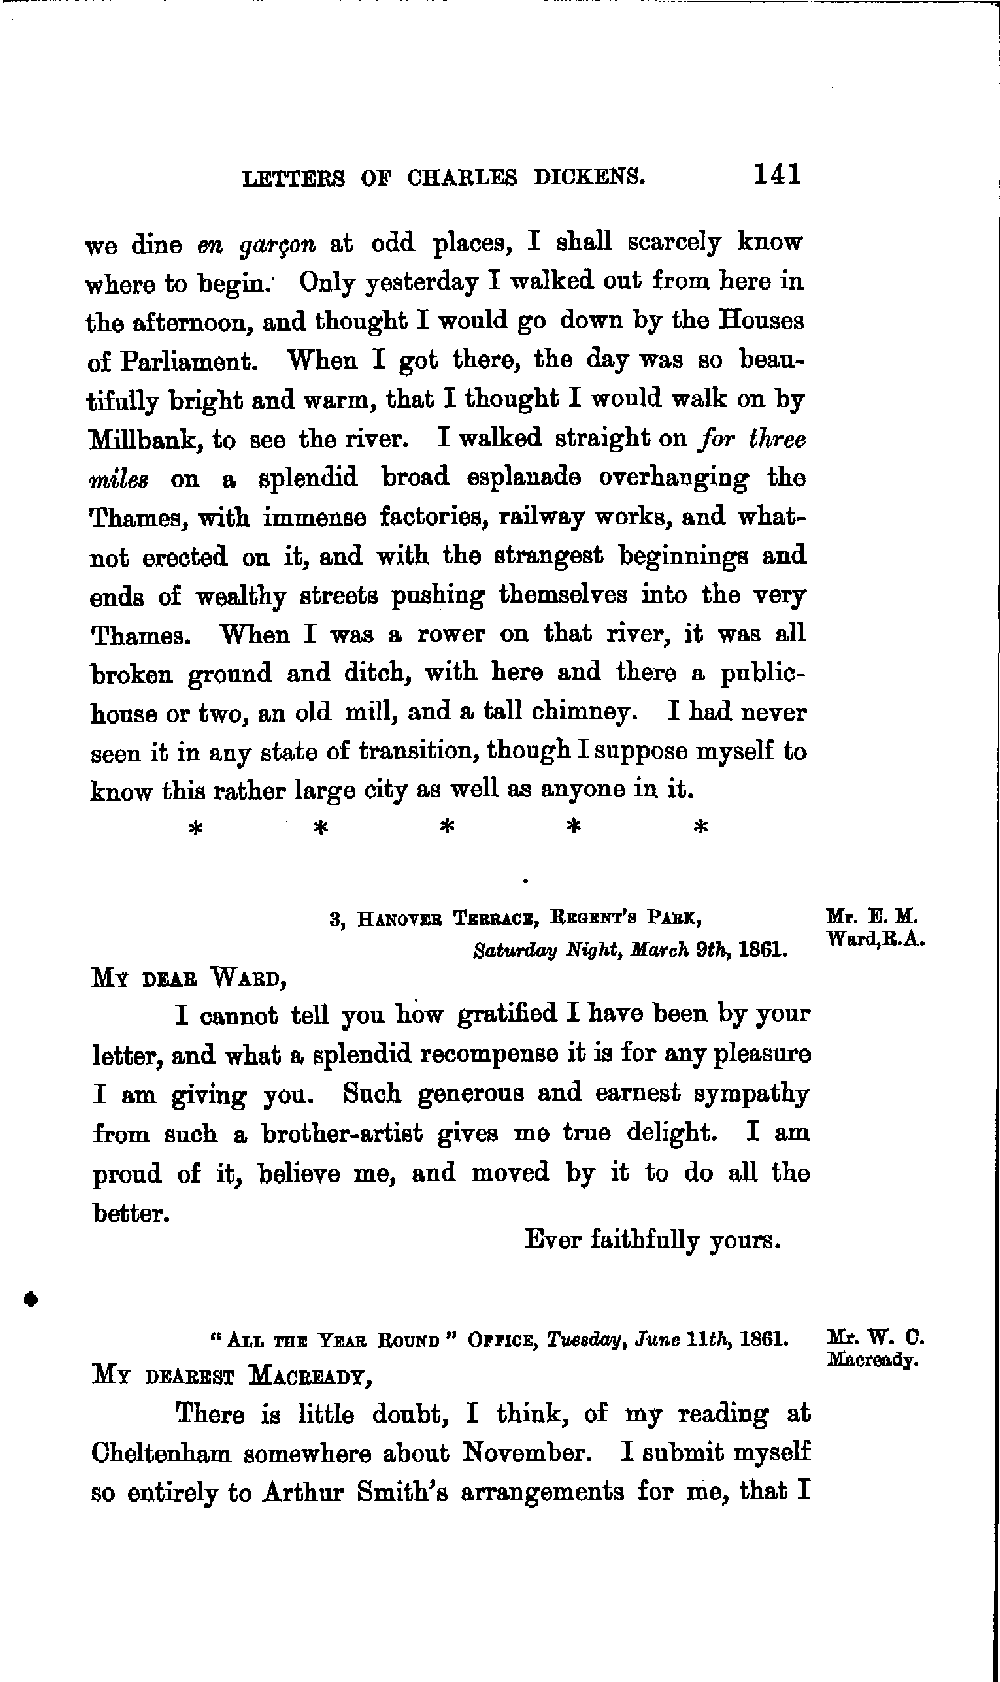 LETTERS OF CHARLES DICKENS. 141
we dine en garçon at odd places, I shall scarcely know
where to begin. Only yesterday I walked out from here in
the afternoon, and thought I would go down by the Houses
of Parliament. When I got there, the day was so beau-
tifully bright and warm, that I thought I would walk on by
Millbank, to see the river. I walked straight on for three
miles on a splendid broad esplanade overhanging the
Thames, with immense factories, railway works, and what-
not erected on it, and with the strangest beginnings and
ends of wealthy streets pushing themselves into the very
Thames. When I was a rower on that river, it was all
broken ground and ditch, with here and there a public-
house or two, an old mill, and a tall chimney. I had never
seen it in any state of transition, though I suppose myself to
know this rather large city as well as anyone in it.
* * * * *
3, HANOVER TERRACE, REGENT'S PARK,
Saturday Night, March 9th, 1861.
Mr. E. M.
Ward, R.A.
MY DEAR WARD,
I cannot tell you how gratified I have been by your
letter, and what a splendid recompense it is for any pleasure
I am giving you. Such generous and earnest sympathy
from such a brother-artist gives me true delight. I am
proud of it, believe me, and moved by it to do all the
better.
Ever faithfully yours.
"ALL THE YEAR ROUND" OFFICE, Tuesday, June 11th, 1861.
Mr. W. C.
Macready.
MY DEAREST MACREADY,
There is little doubt, I think, of my reading at
Cheltenham somewhere about November. I submit myself
so entirely to Arthur Smith's arrangements for me, that I